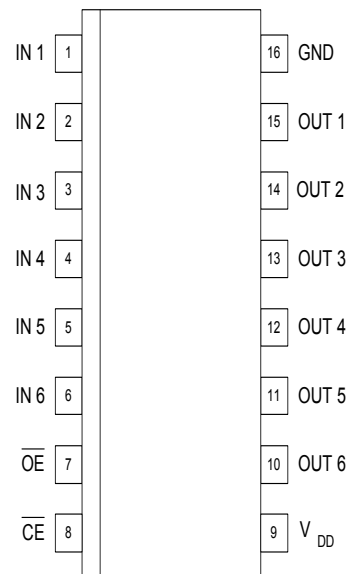 IN 1 1 16 GND
IN 2 2 15 OUT 1
IN 3 3 14 OUT 2
IN 4 4 13 OUT 3
IN 5 5 12 OUT 4
IN 6 6 11 OUT 5
O̅E̅ 7 10 OUT 6
C̅E̅ 8 9 V DD